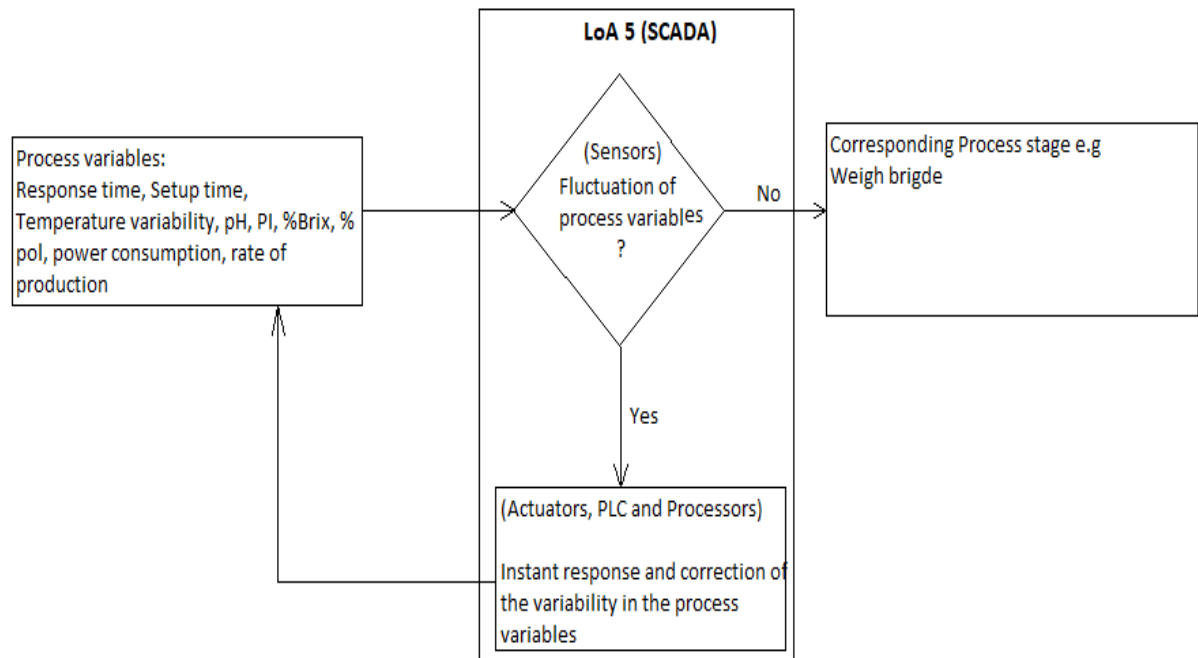 LoA 5 (SCADA)
Process variables:
Response time, Setup time,
Temperature variability, pH, PI, %Brix, %
pol, power consumption, rate of
production
(Sensors)
Fluctuation of
process variables
?
No
Corresponding Process stage e.g
Weigh brigde
Yes
(Actuators, PLC and Processors)
Instant response and correction of
the variability in the process
variables